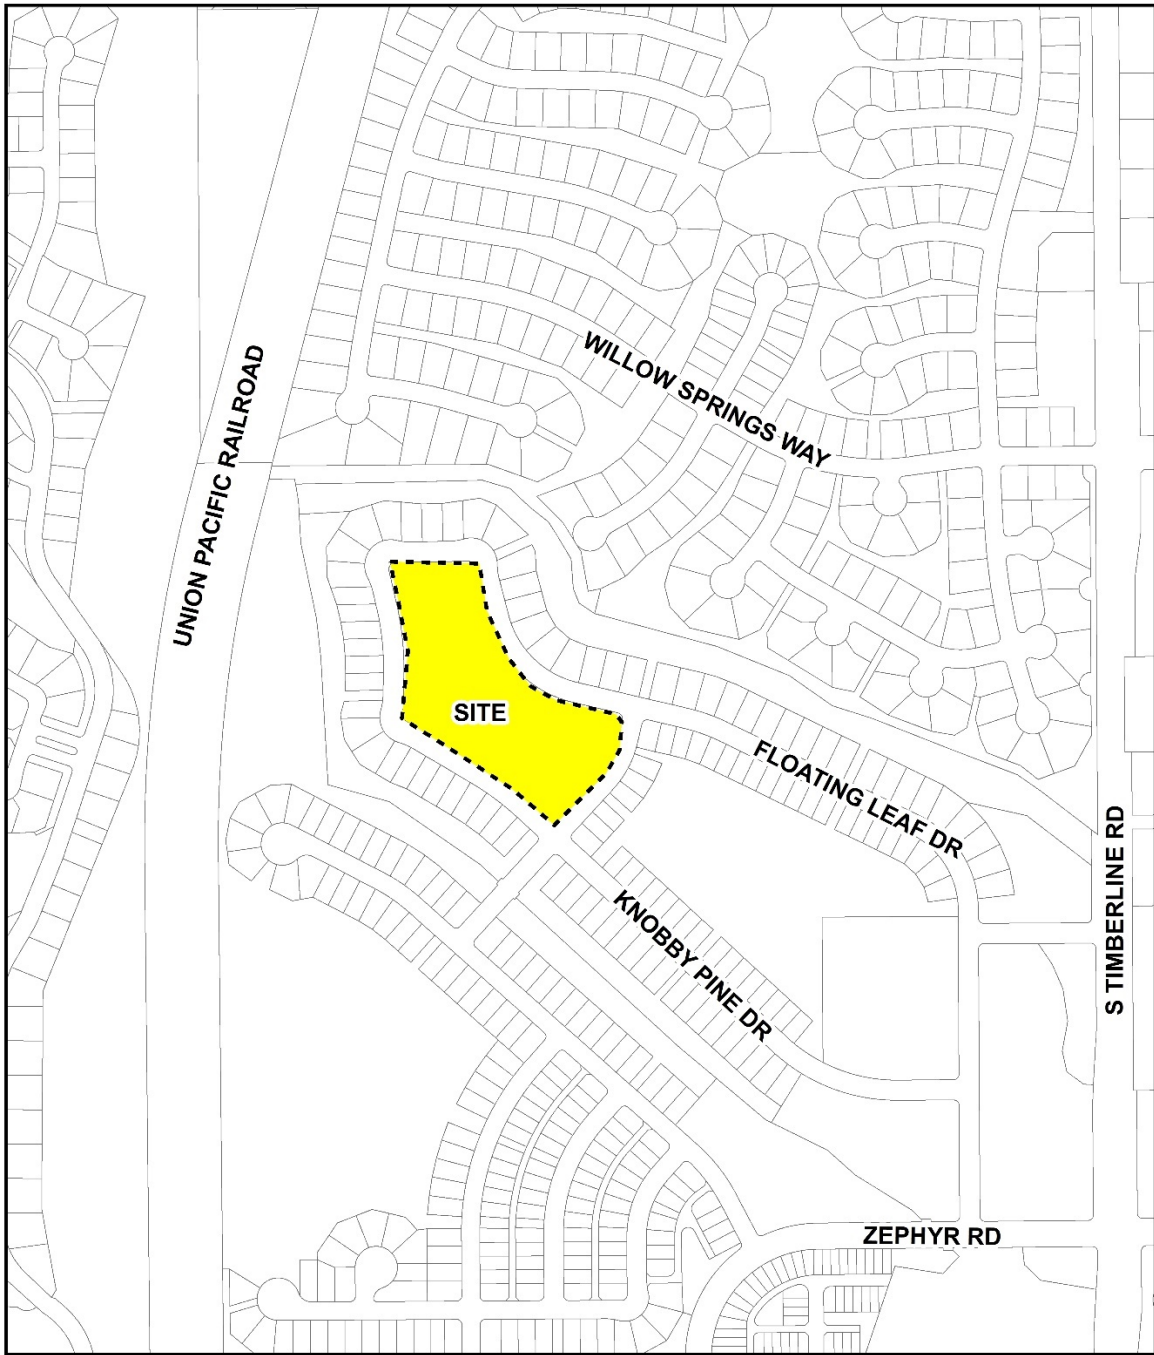 WILLOW SPRINGS WAY
UNION PACIFIC RAILROAD
SITE
FLOATING LEAF DR
S TIMBERLINE RD
KNOBBY PINE DR
ZEPHYR RD